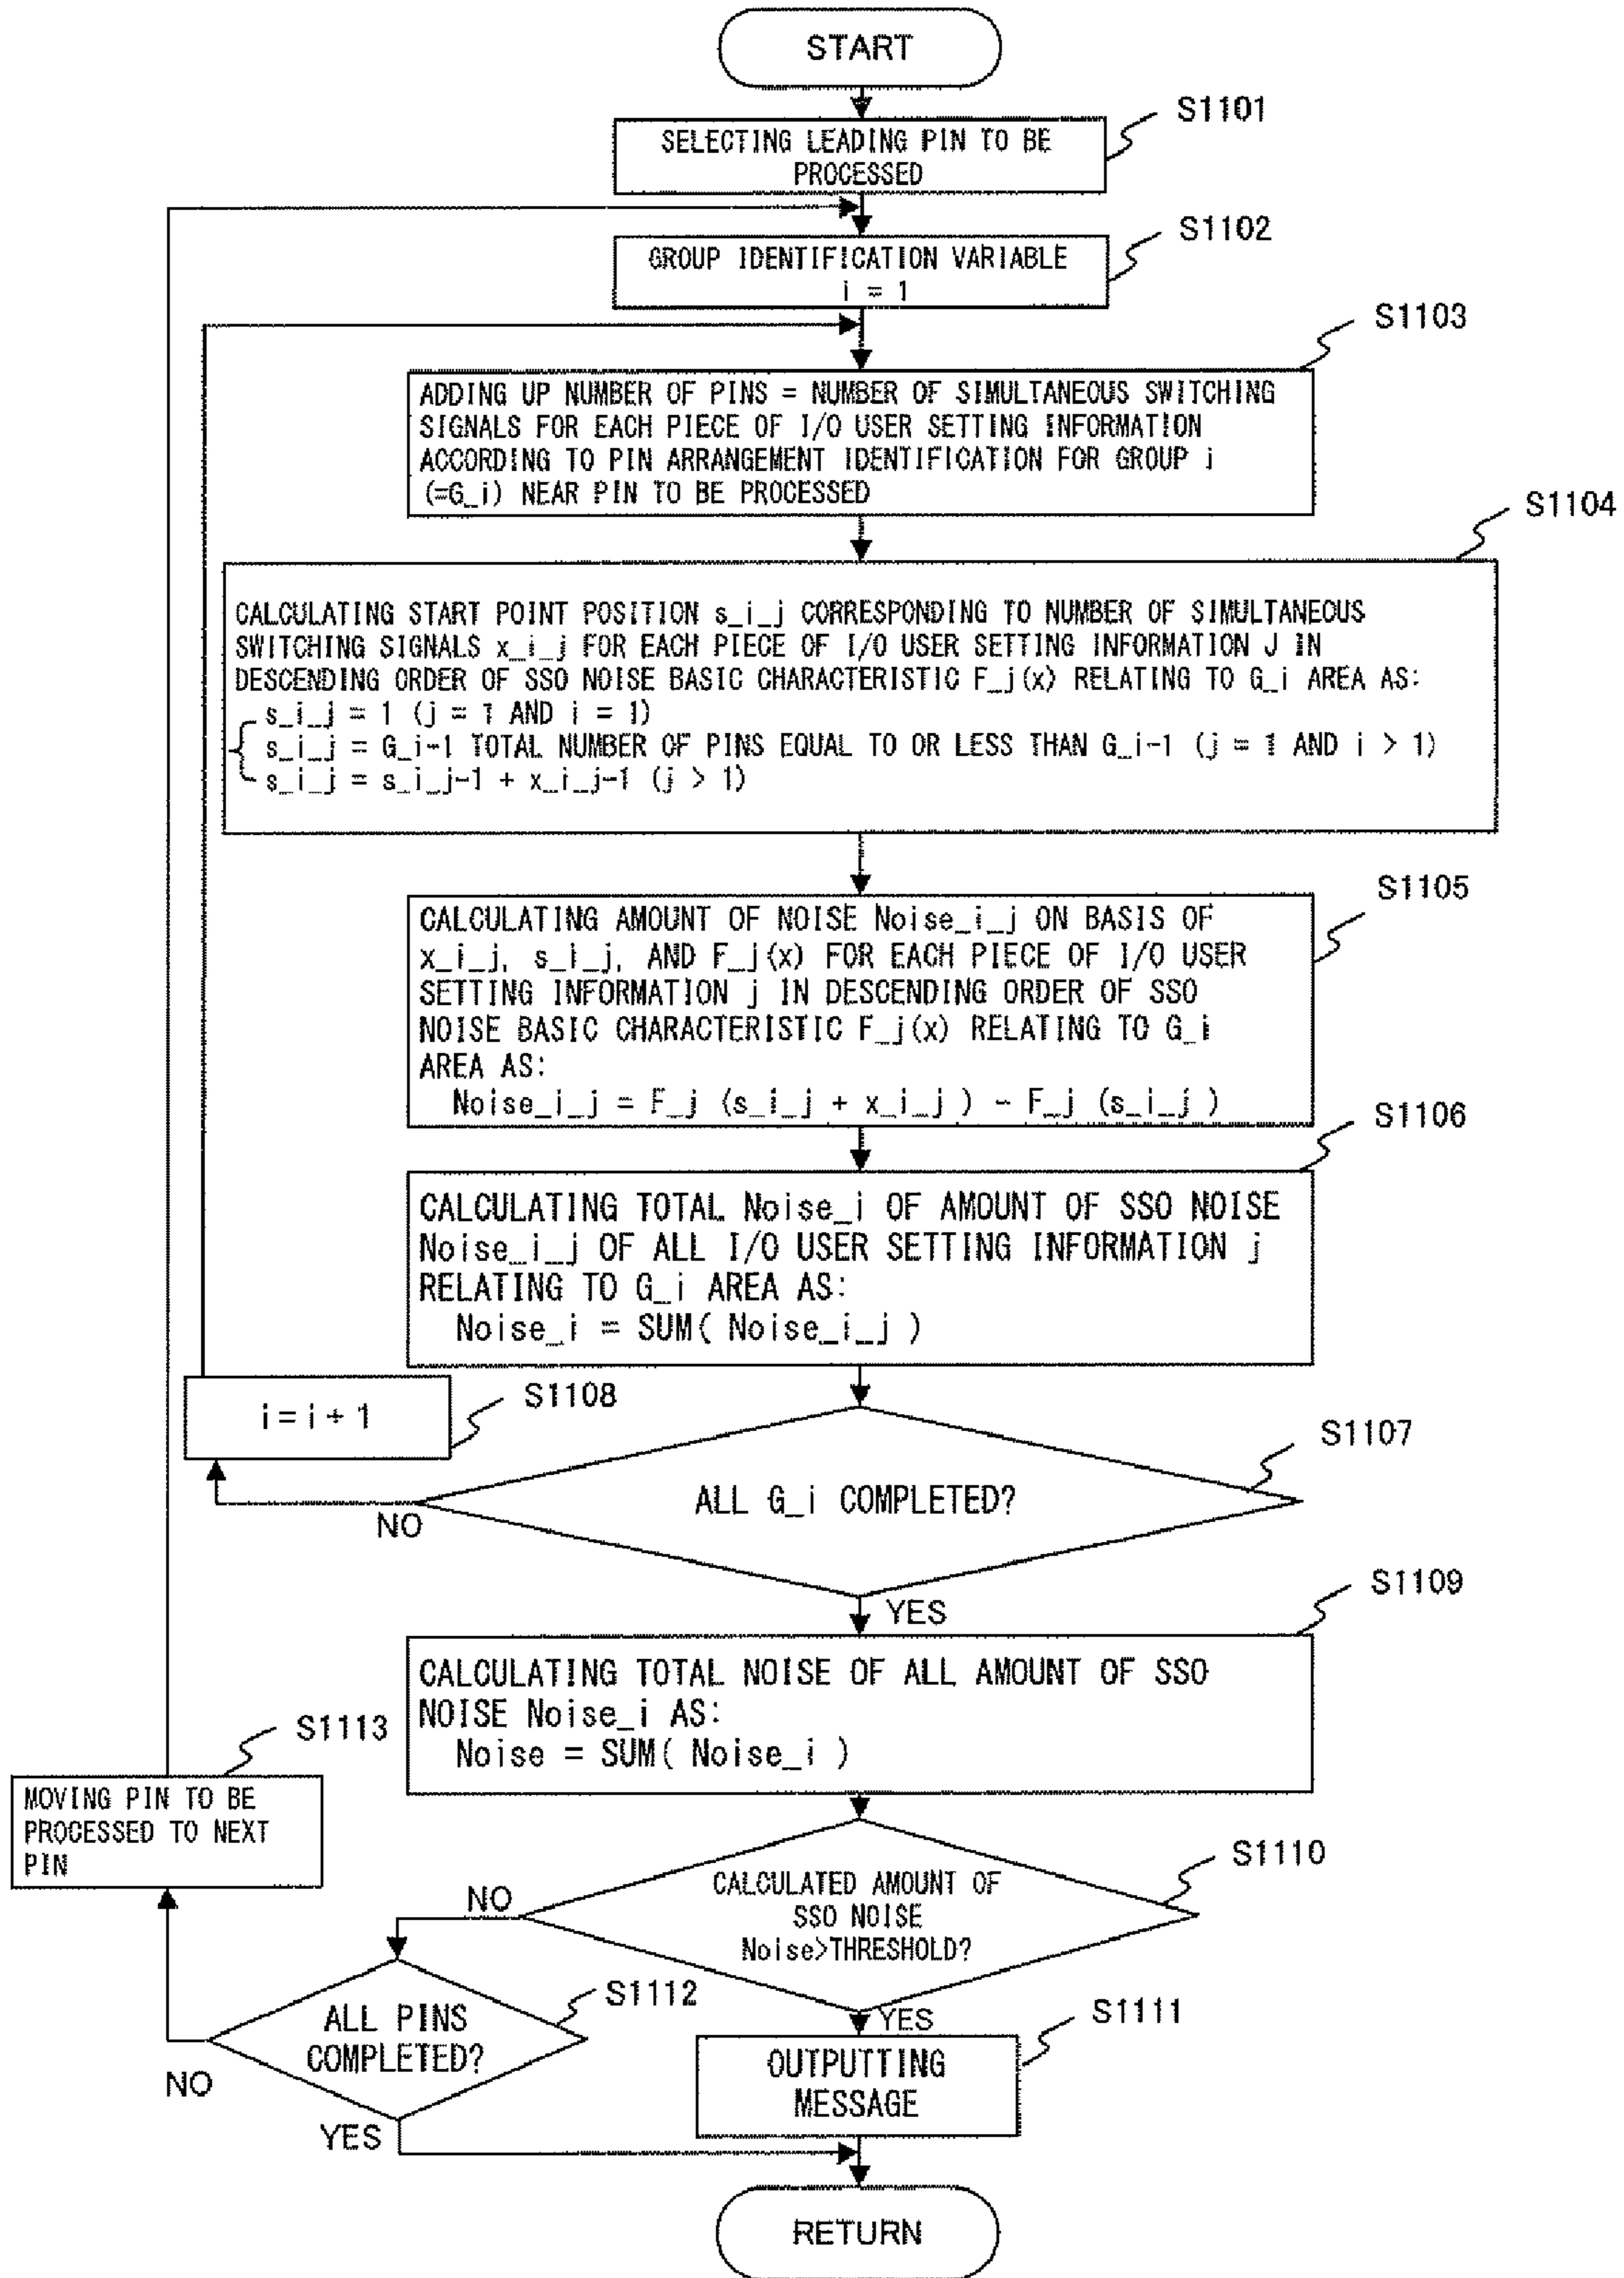 START
S1101
SELECTING LEADING PIN TO BE
PROCESSED
S1102
GROUP IDENTIFICATION VARIABLE
i = 1
S1103
ADDING UP NUMBER OF PINS = NUMBER OF SIMULTANEOUS SWITCHING
SIGNALS FOR EACH PIECE OF I/O USER SETTING INFORMATION
ACCORDING TO PIN ARRANGEMENT IDENTIFICATION FOR GROUP i
(=G_i) NEAR PIN TO BE PROCESSED
S1104
CALCULATING START POINT POSITION s_i_j CORRESPONDING TO NUMBER OF SIMULTANEOUS
SWITCHING SIGNALS x_i_j FOR EACH PIECE OF I/O USER SETTING INFORMATION J IN
DESCENDING ORDER OF SSO NOISE BASIC CHARACTERISTIC F_j(x) RELATING TO G_i AREA AS:
s_i_j = 1 (j = 1 AND i = 1)
s_i_j = G_i-1 TOTAL NUMBER OF PINS EQUAL TO OR LESS THAN G_i-1 (j = 1 AND i > 1)
s_i_j = s_i_j-1 + x_i_j-1 (j > 1)
S1105
CALCULATING AMOUNT OF NOISE Noise_i_j ON BASIS OF
x_i_j, s_i_j, AND F_j(x) FOR EACH PIECE OF I/O USER
SETTING INFORMATION j IN DESCENDING ORDER OF SSO
NOISE BASIC CHARACTERISTIC F_j(x) RELATING TO G_i
AREA AS:
Noise_i_j = F_j (s_i_j + x_i_j ) - F_j (s_i_j )
S1106
CALCULATING TOTAL Noise_i OF AMOUNT OF SSO NOISE
Noise_i_j OF ALL I/O USER SETTING INFORMATION j
RELATING TO G_i AREA AS:
Noise_i = SUM( Noise_i_j )
S1108
i = i + 1
S1107
ALL G_i COMPLETED?
NO
YES
S1109
CALCULATING TOTAL NOISE OF ALL AMOUNT OF SSO
NOISE Noise_i AS:
Noise = SUM( Noise_i )
S1113
MOVING PIN TO BE
PROCESSED TO NEXT
PIN
S1110
CALCULATED AMOUNT OF
SSO NOISE
Noise>THRESHOLD?
NO
YES
S1112
ALL PINS
COMPLETED?
NO
YES
S1111
OUTPUTTING
MESSAGE
RETURN